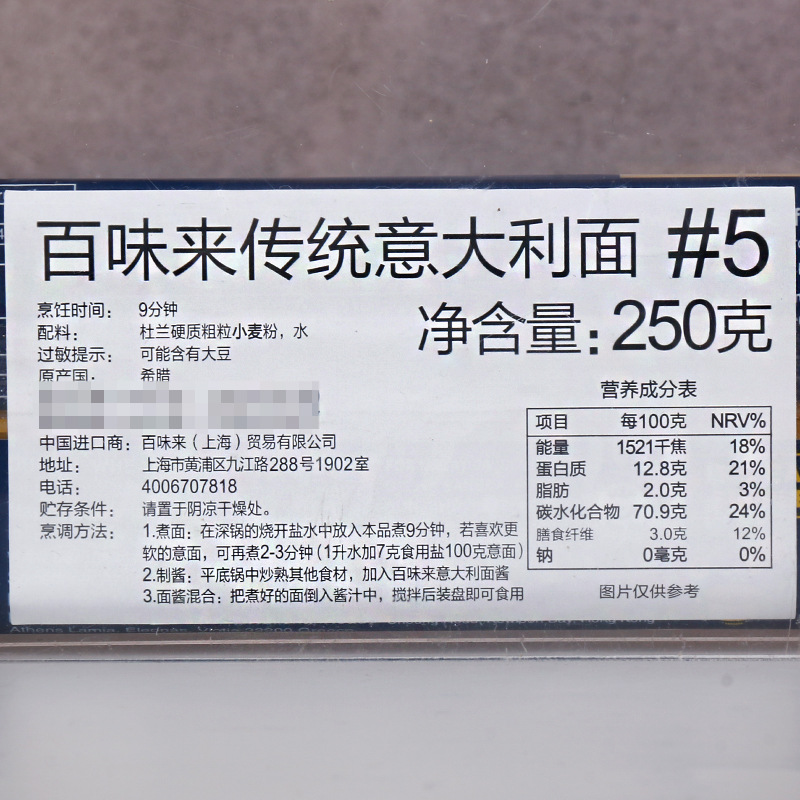 百味来传统意大利面 #5
净含量:250克
烹饪时间: 9分钟
配料: 杜兰硬质粗粒小麦粉,水
过敏提示: 可能含有大豆
原产国: 希腊
中国进口商: 百味来(上海)贸易有限公司
地址: 上海市黄浦区九江路288号1902室
电话: 4006707818
贮存条件: 请置于阴凉干燥处。
烹调方法: 1.煮面:在深锅的烧开盐水中放入本品煮9分钟,若喜欢更
软的意面,可再煮2-3分钟(1升水加7克食用盐100克意面)
2.制酱:平底锅中炒熟其他食材,加入百味来意大利面酱
3.面酱混合:把煮好的面倒入酱汁中,搅拌后装盘即可食用
营养成分表
项目 每100克 NRV%
能量 1521千焦 18%
蛋白质 12.8克 21%
脂肪 2.0克 3%
碳水化合物 70.9克 24%
膳食纤维 3.0克 12%
钠 0毫克 0%
图片仅供参考